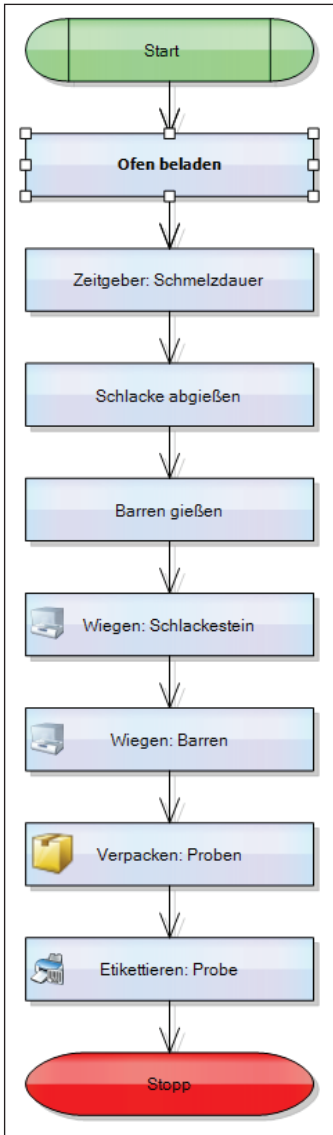 Start
Ofen beladen
Zeitgeber: Schmelzdauer
Schlacke abgießen
Barren gießen
Wiegen: Schlackestein
Wiegen: Barren
Verpacken: Proben
Etikettieren: Probe
Stopp